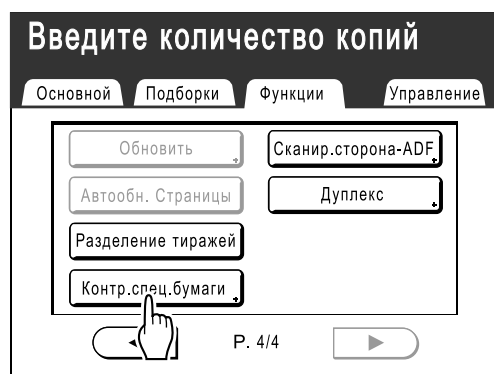 Введите количество копий
Основной Подборки Функции Управление
Обновить Сканир.сторона-ADF
Автообн. Страницы Дуплекс
Разделение тиражей
Контр.спец.бумаги
P. 4/4